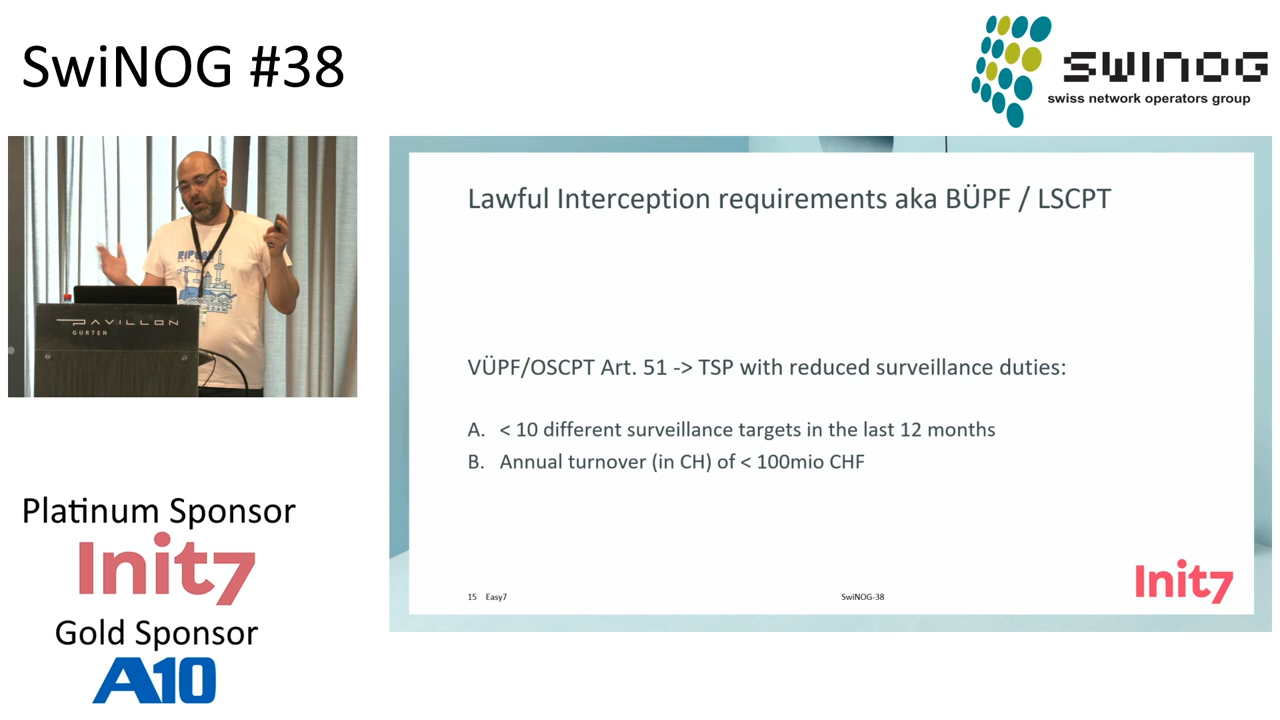 SwiNOG #38
SWINOG
swiss network operators group
RIPE
DAM
PAVILLON
GURTEN
Lawful Interception requirements aka BÜPF / LSCPT
VÜPF/OSCPT Art. 51 -> TSP with reduced surveillance duties:
A. < 10 different surveillance targets in the last 12 months
B. Annual turnover (in CH) of < 100mio CHF
15 Easy7
SwiNOG-38
Init7
Platinum Sponsor
Init7
Gold Sponsor
A10